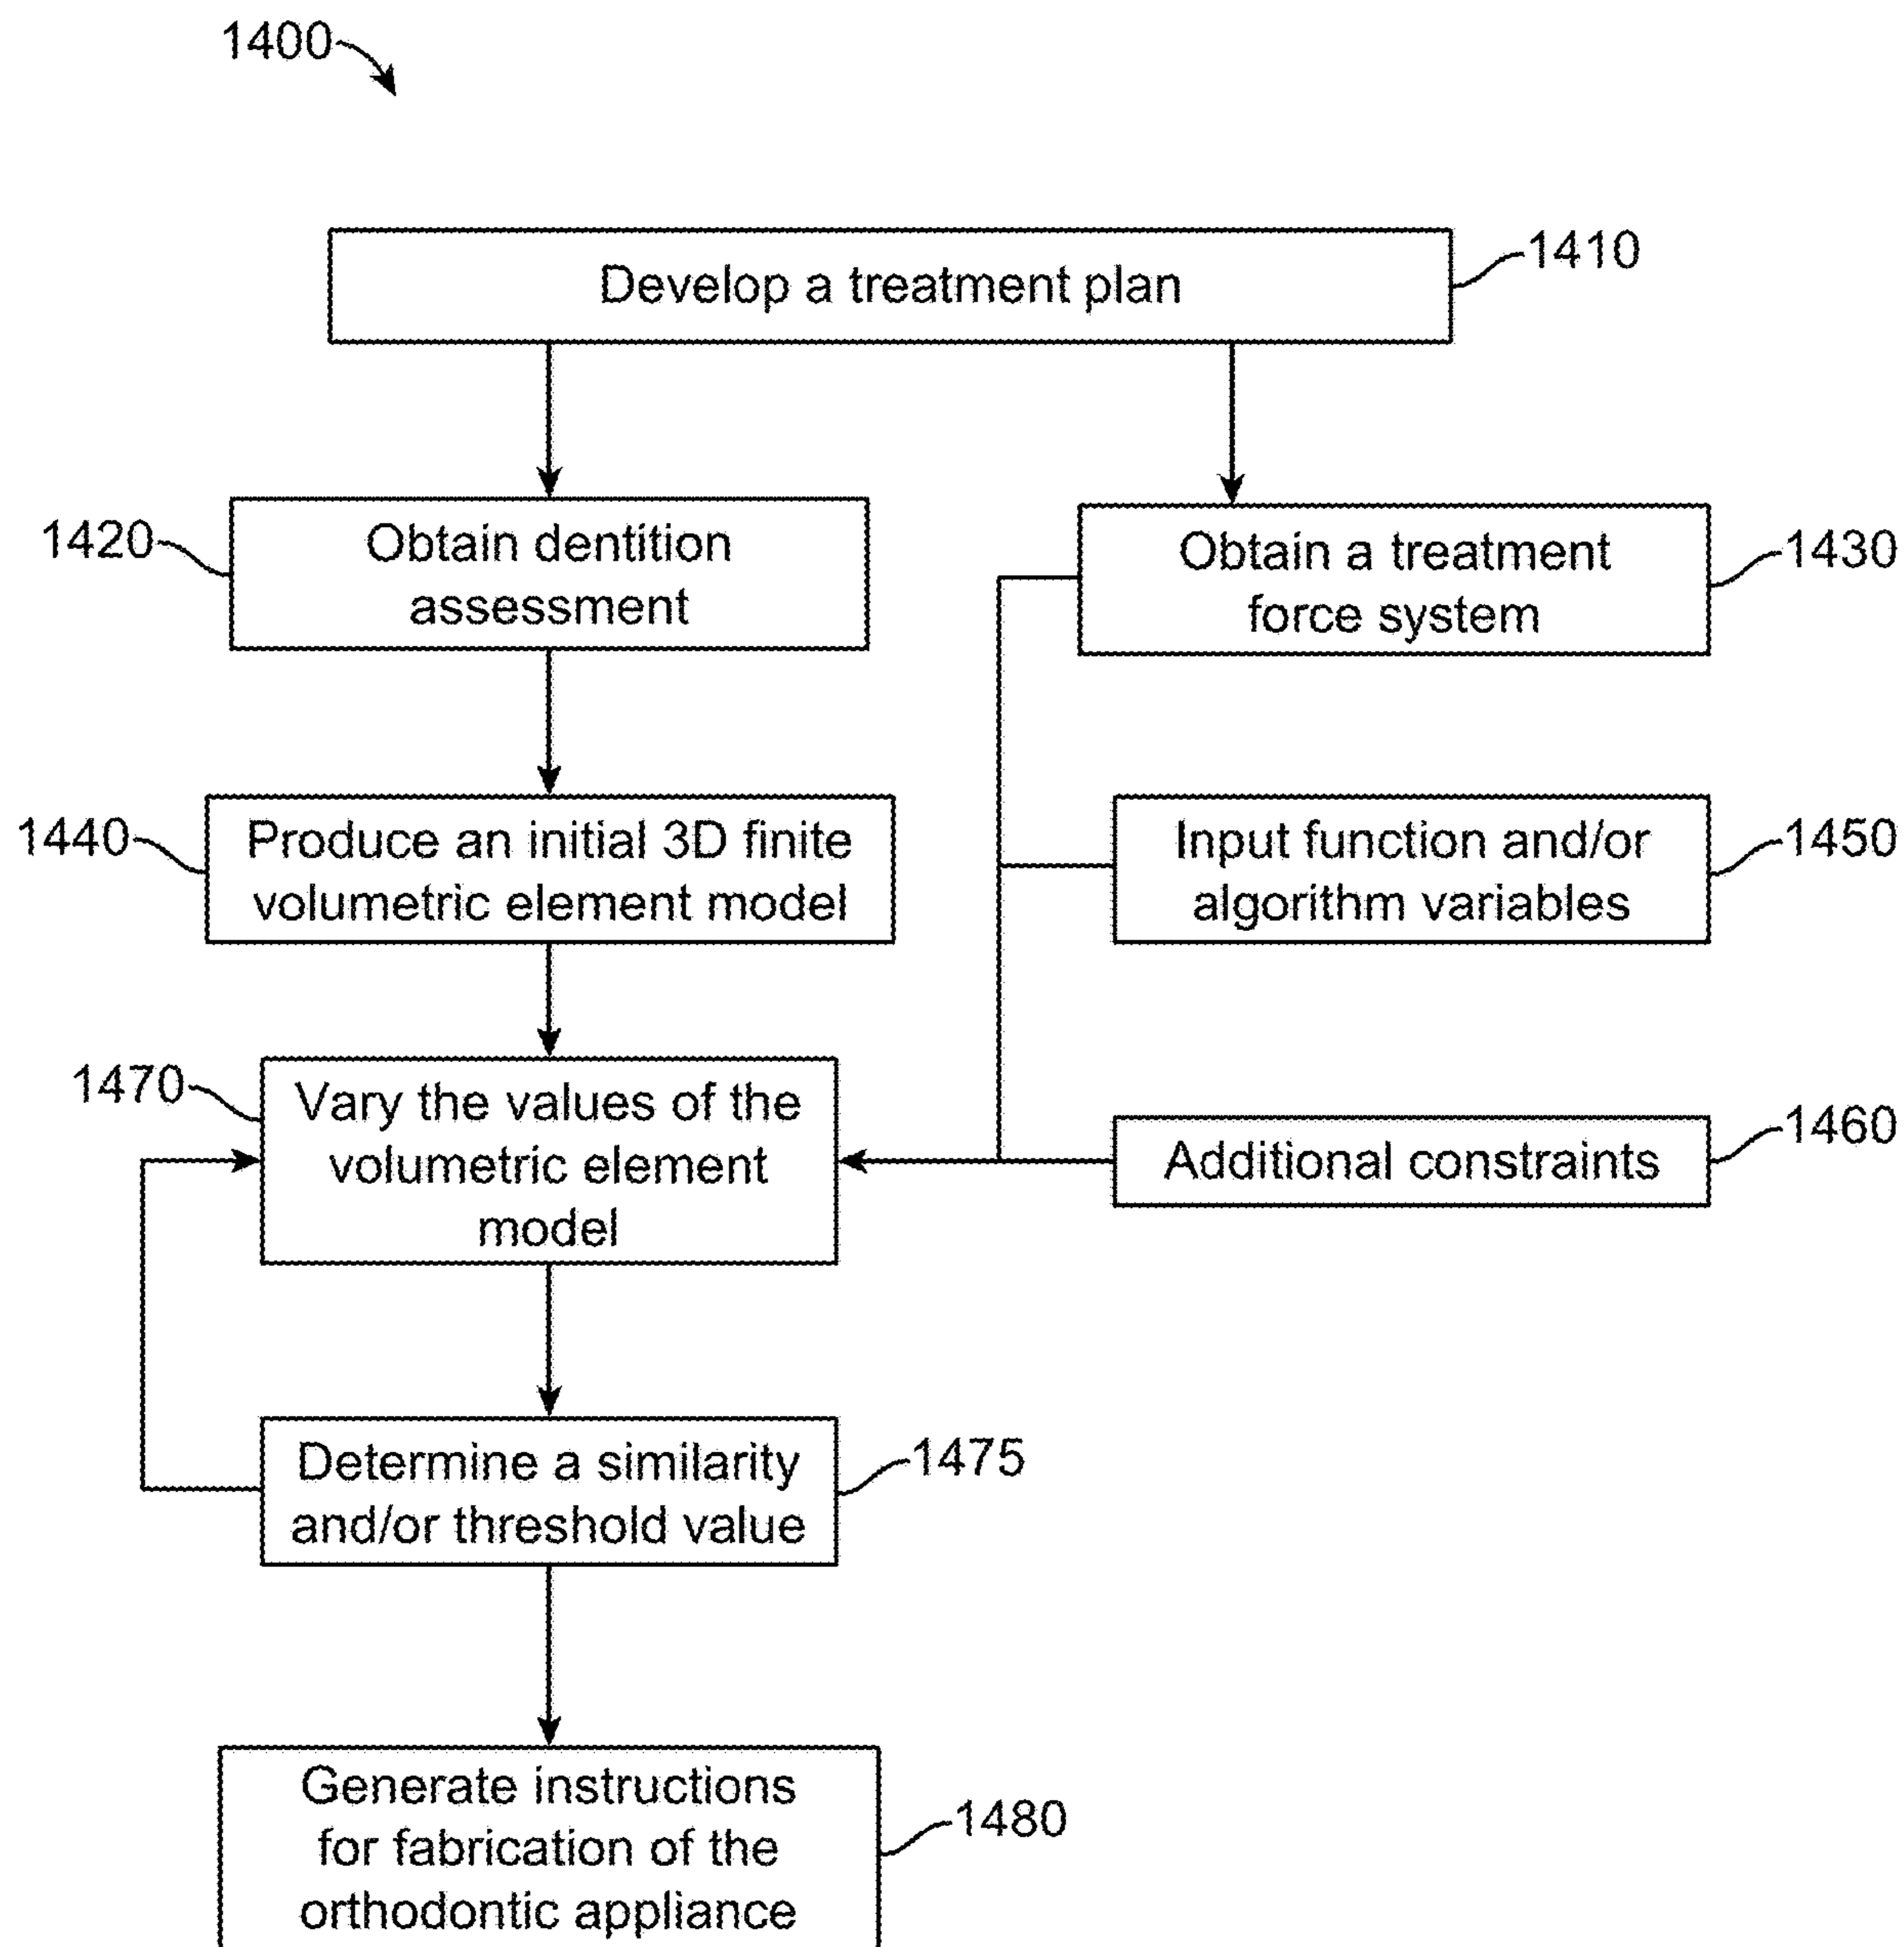 1400
Develop a treatment plan
1410
1420
Obtain dentition
assessment
Obtain a treatment
force system
1430
1440
Produce an initial 3D finite
volumetric element model
Input function and/or
algorithm variables
1450
1470
Vary the values of the
volumetric element
model
Additional constraints
1460
Determine a similarity
and/or threshold value
1475
Generate instructions
for fabrication of the
orthodontic appliance
1480